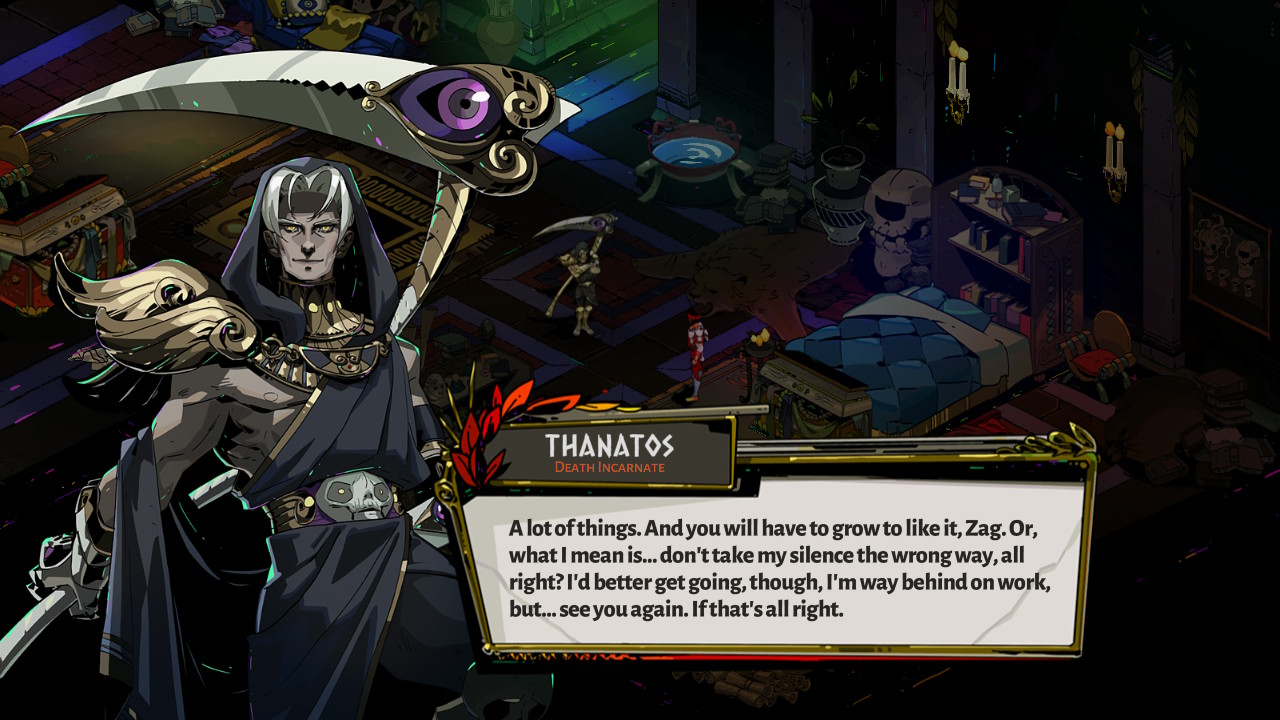 THANATOS
DEATH INCARNATE
A lot of things. And you will have to grow to like it, Zag. Or,
what I mean is... don't take my silence the wrong way, all
right? I'd better get going, though, I'm way behind on work,
but... see you again. If that's all right.